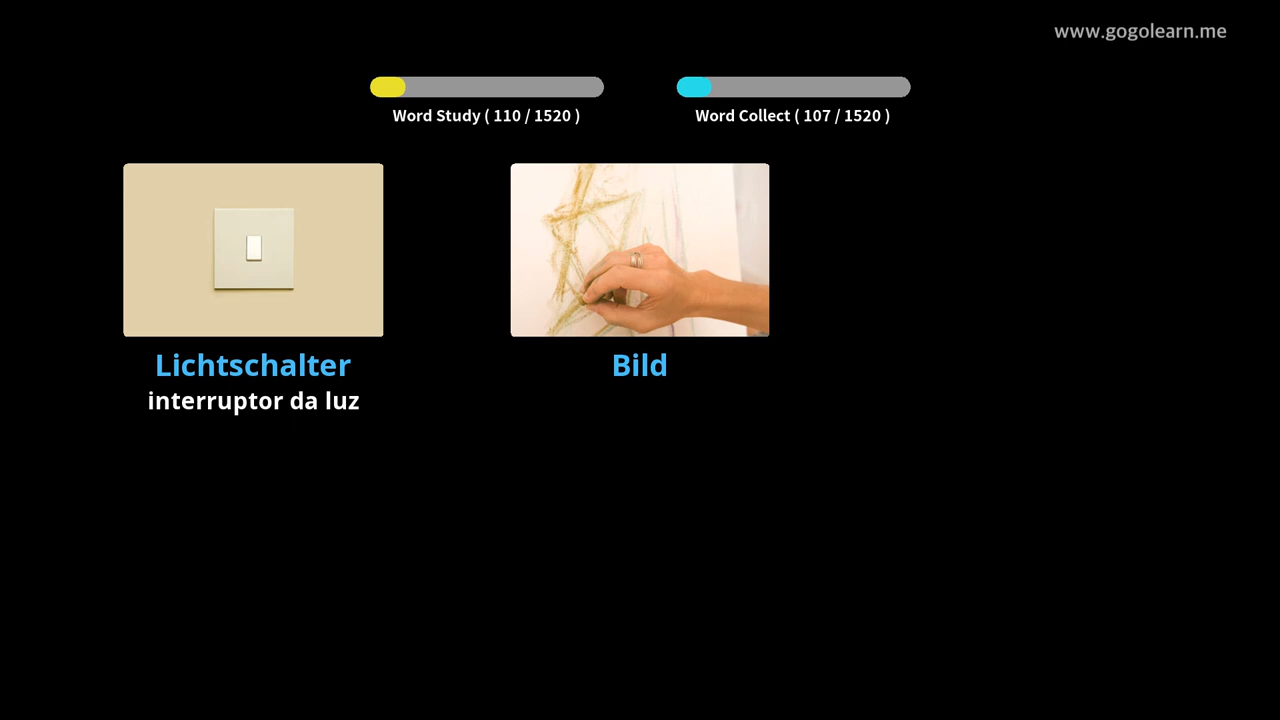 www.gogolearn.me
Word Study ( 110 / 1520 )
Word Collect ( 107 / 1520 )
Lichtschalter
interruptor da luz
Bild